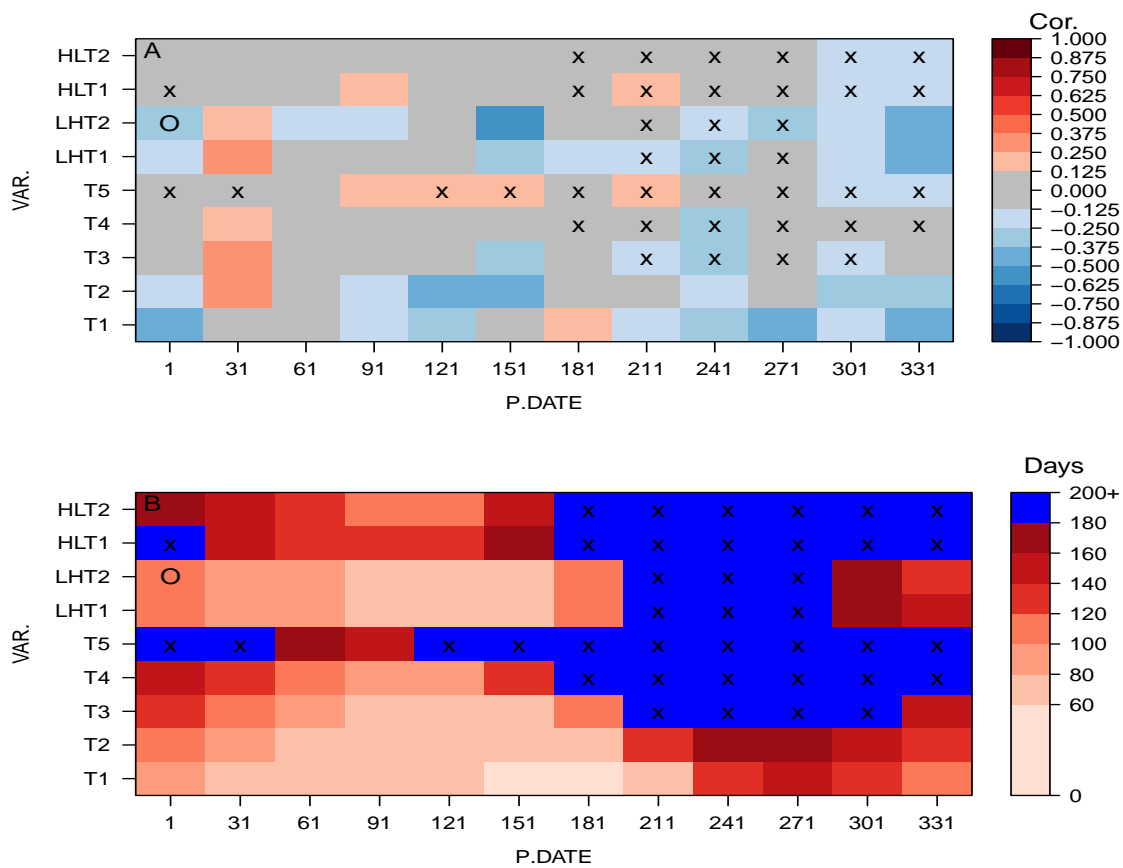 Cor.
A
HLT2 x x x x x x
HLT1 x x x x x x x
LHT2 O x x x
LHT1 x x x
T5 x x x x x x x x x x
T4 x x x x x x
T3 x x x x
T2
T1
VAR.
1 31 61 91 121 151 181 211 241 271 301 331
P.DATE
1.000
0.875
0.750
0.625
0.500
0.375
0.250
0.125
0.000
−0.125
−0.250
−0.375
−0.500
−0.625
−0.750
−0.875
−1.000
Days
B
HLT2 x x x x x x
HLT1 x x x x x x x
LHT2 O x x x
LHT1 x x x
T5 x x x x x x x x x x
T4 x x x x x x
T3 x x x x
T2
T1
VAR.
1 31 61 91 121 151 181 211 241 271 301 331
P.DATE
200+
180
160
140
120
100
80
60
0